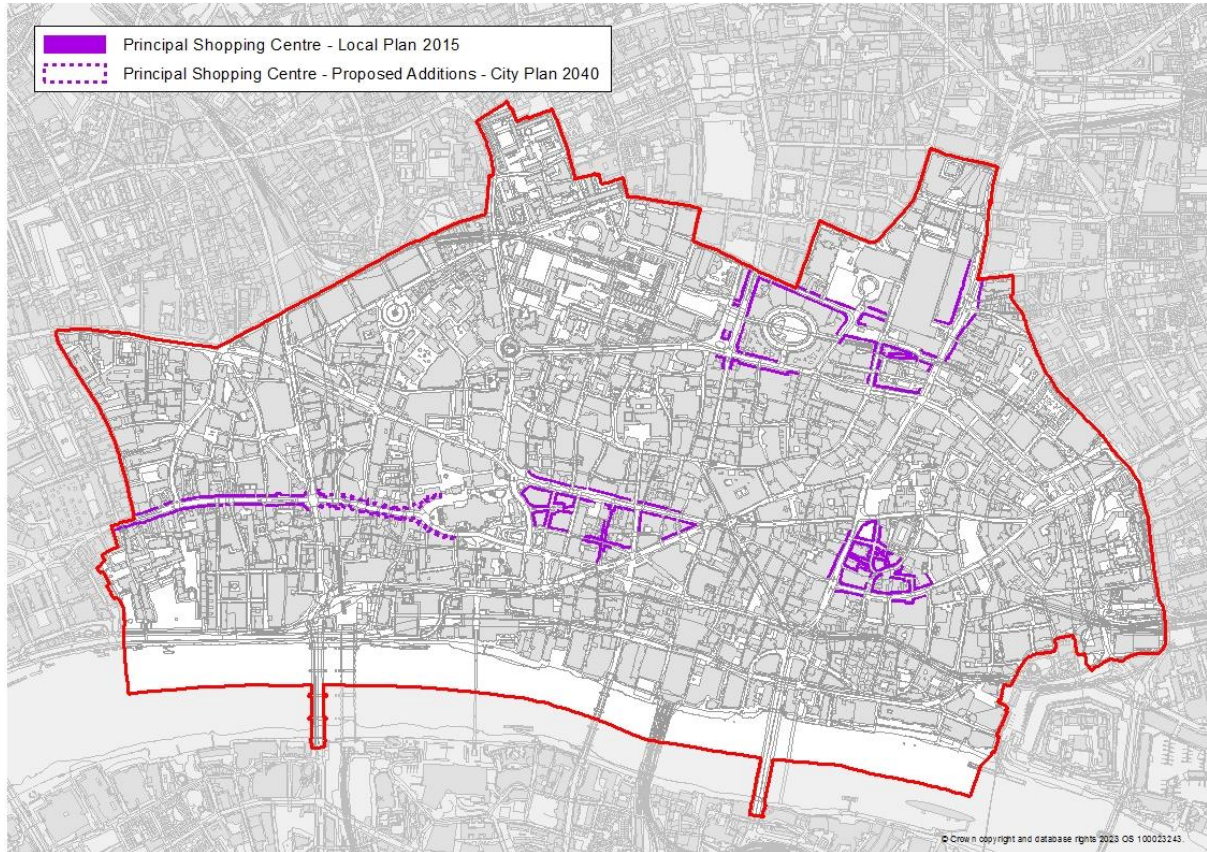 Principal Shopping Centre - Local Plan 2015
Principal Shopping Centre - Proposed Additions - City Plan 2040
© Crown copyright and database rights 2023 OS 100023243.